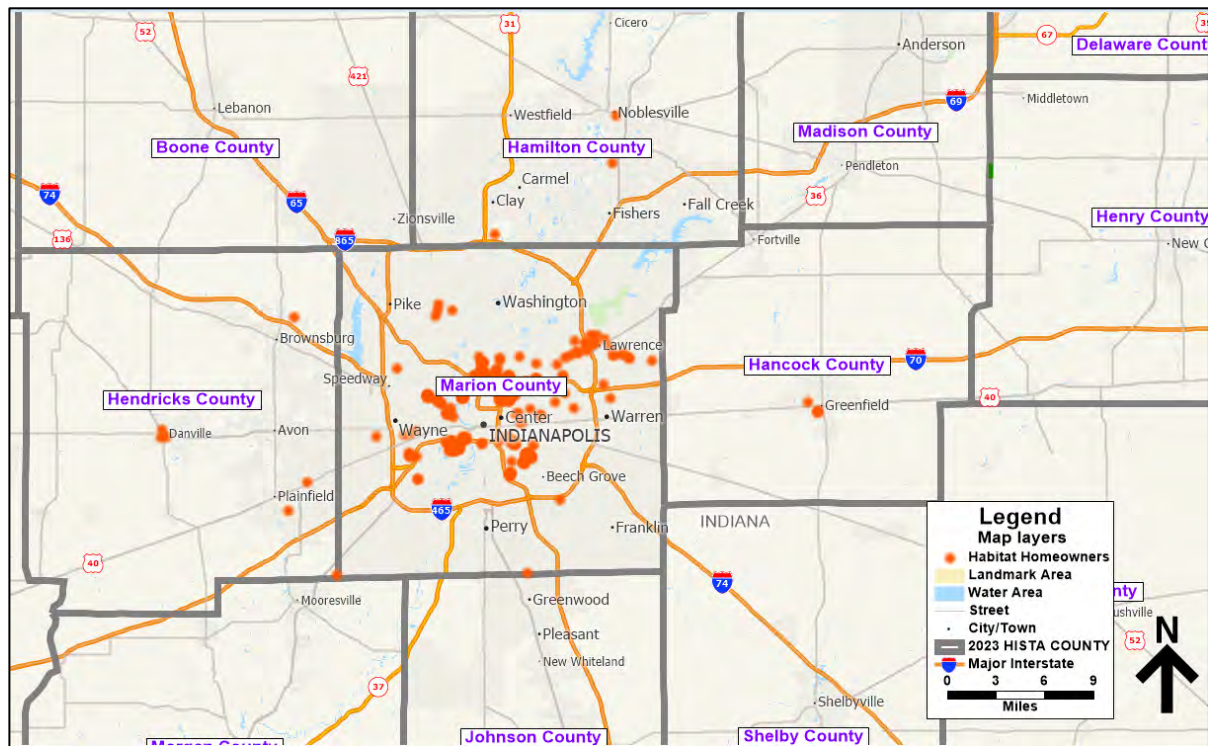 31
Cicero
52
67
Anderson
Delaware County
421
Middletown
69
Lebanon
Westfield
Noblesville
Madison County
Boone County
Hamilton County
Pendleton
74
Carmel
65
Clay
36
Fall Creek
Zionsville
Fishers
Henry County
136
865
Fortville
Pike
Washington
Brownsburg
Lawrence
Speedway
Marion County
Hancock County
70
Hendricks County
40
Greenfield
Center
Warren
Wayne
Danville
Avon
INDIANAPOLIS
Beech Grove
Plainfield
465
INDIANA
Perry
Franklin
40
74
Mooresville
Greenwood
Pleasant
New Whiteland
37
Shelbyville
52
Johnson County
Shelby County
Legend
Map layers
Habitat Homeowners
Landmark Area
Water Area
Street
City/Town
2023 HISTA COUNTY
Major Interstate
0 3 6 9
Miles
N